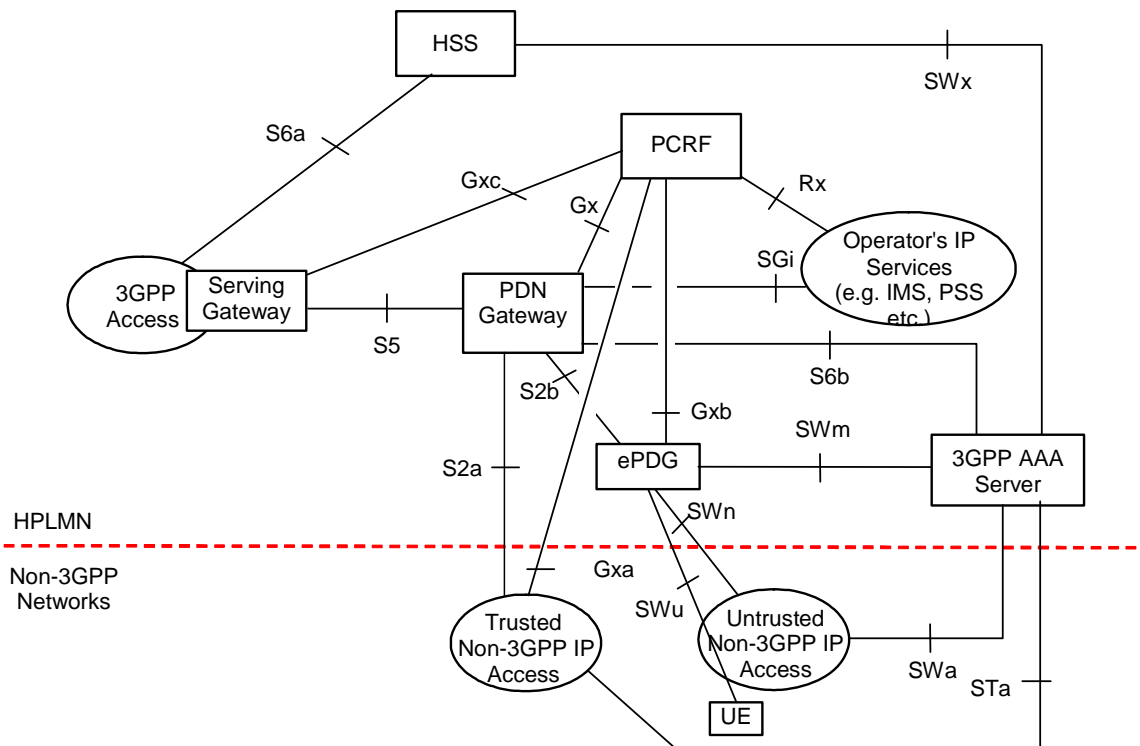 HSS
SWx
S6a
PCRF
Gxc
Gx
Rx
Operator's IP
Services
(e.g. IMS, PSS
etc.)
SGi
3GPP
Access
Serving
Gateway
PDN
Gateway
S5
S6b
S2b
Gxb
SWm
S2a
ePDG
3GPP AAA
Server
SWn
HPLMN
Non-3GPP
Networks
Gxa
SWu
Trusted
Non-3GPP IP
Access
Untrusted
Non-3GPP IP
Access
SWa
STa
UE